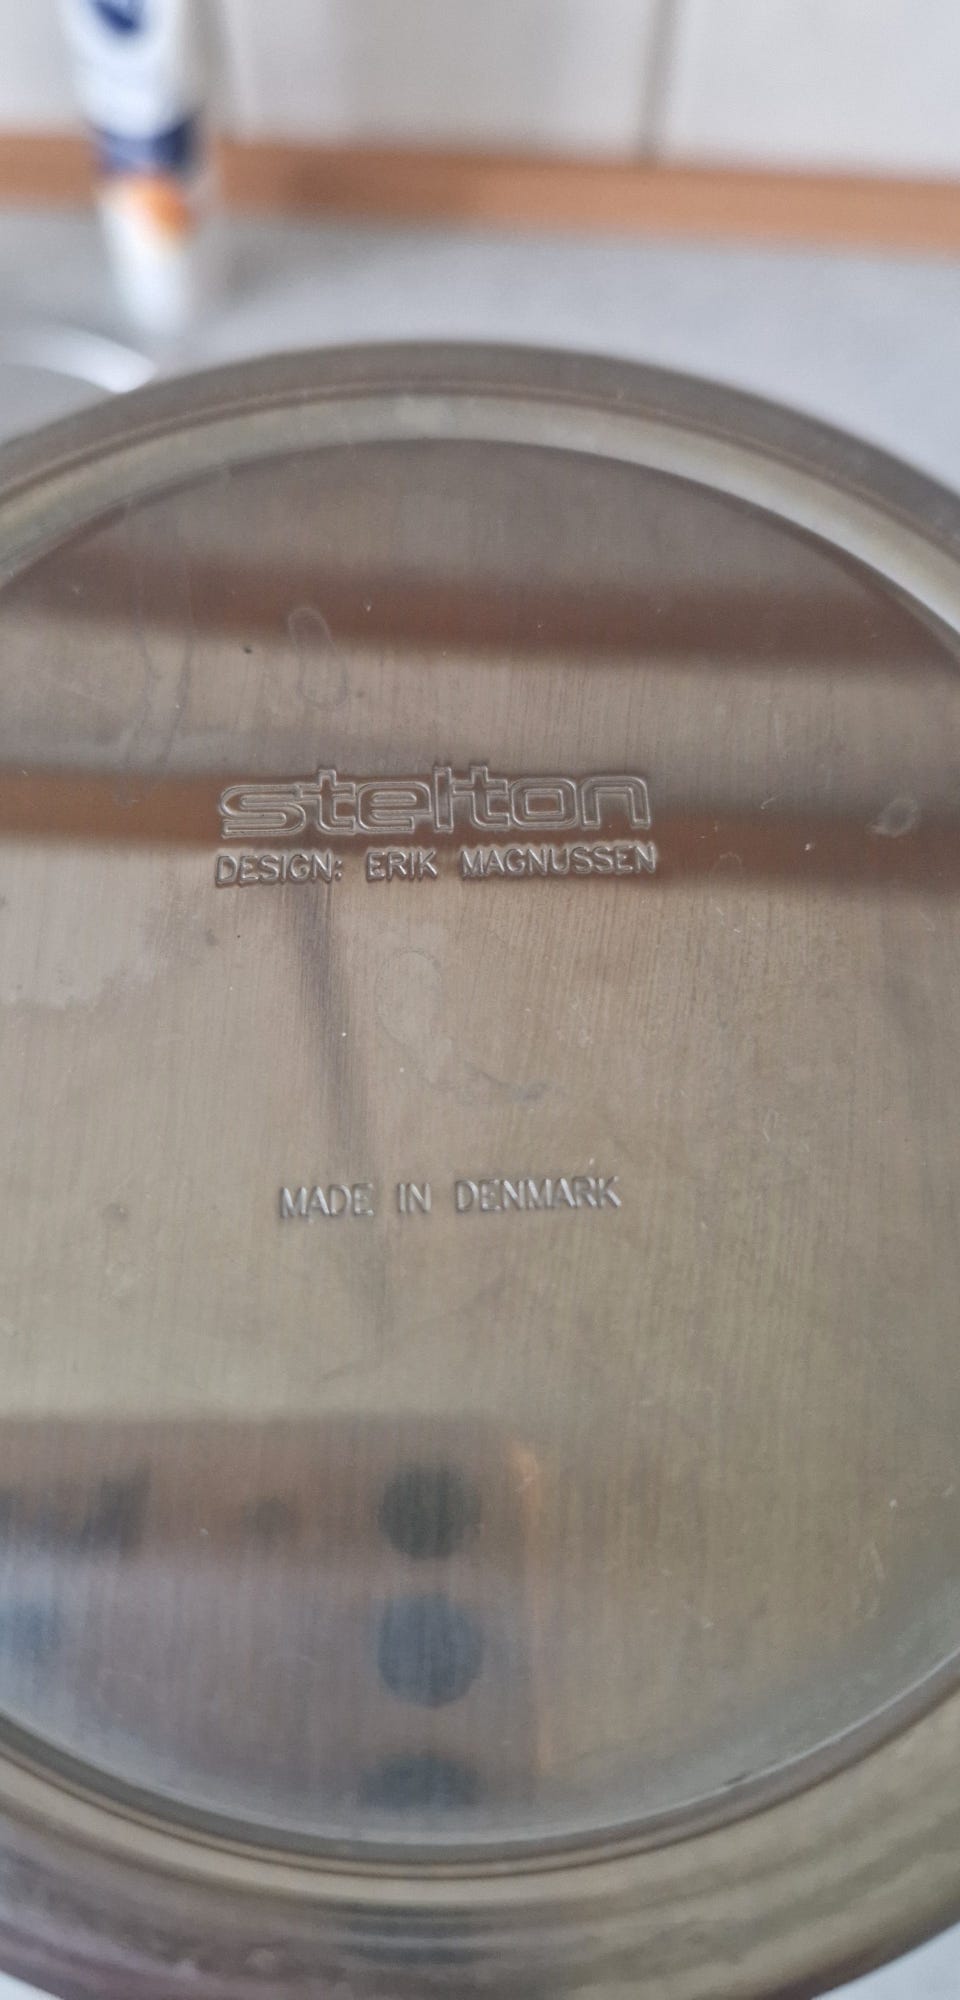 stelton
DESIGN: ERIK MAGNUSSEN
MADE IN DENMARK